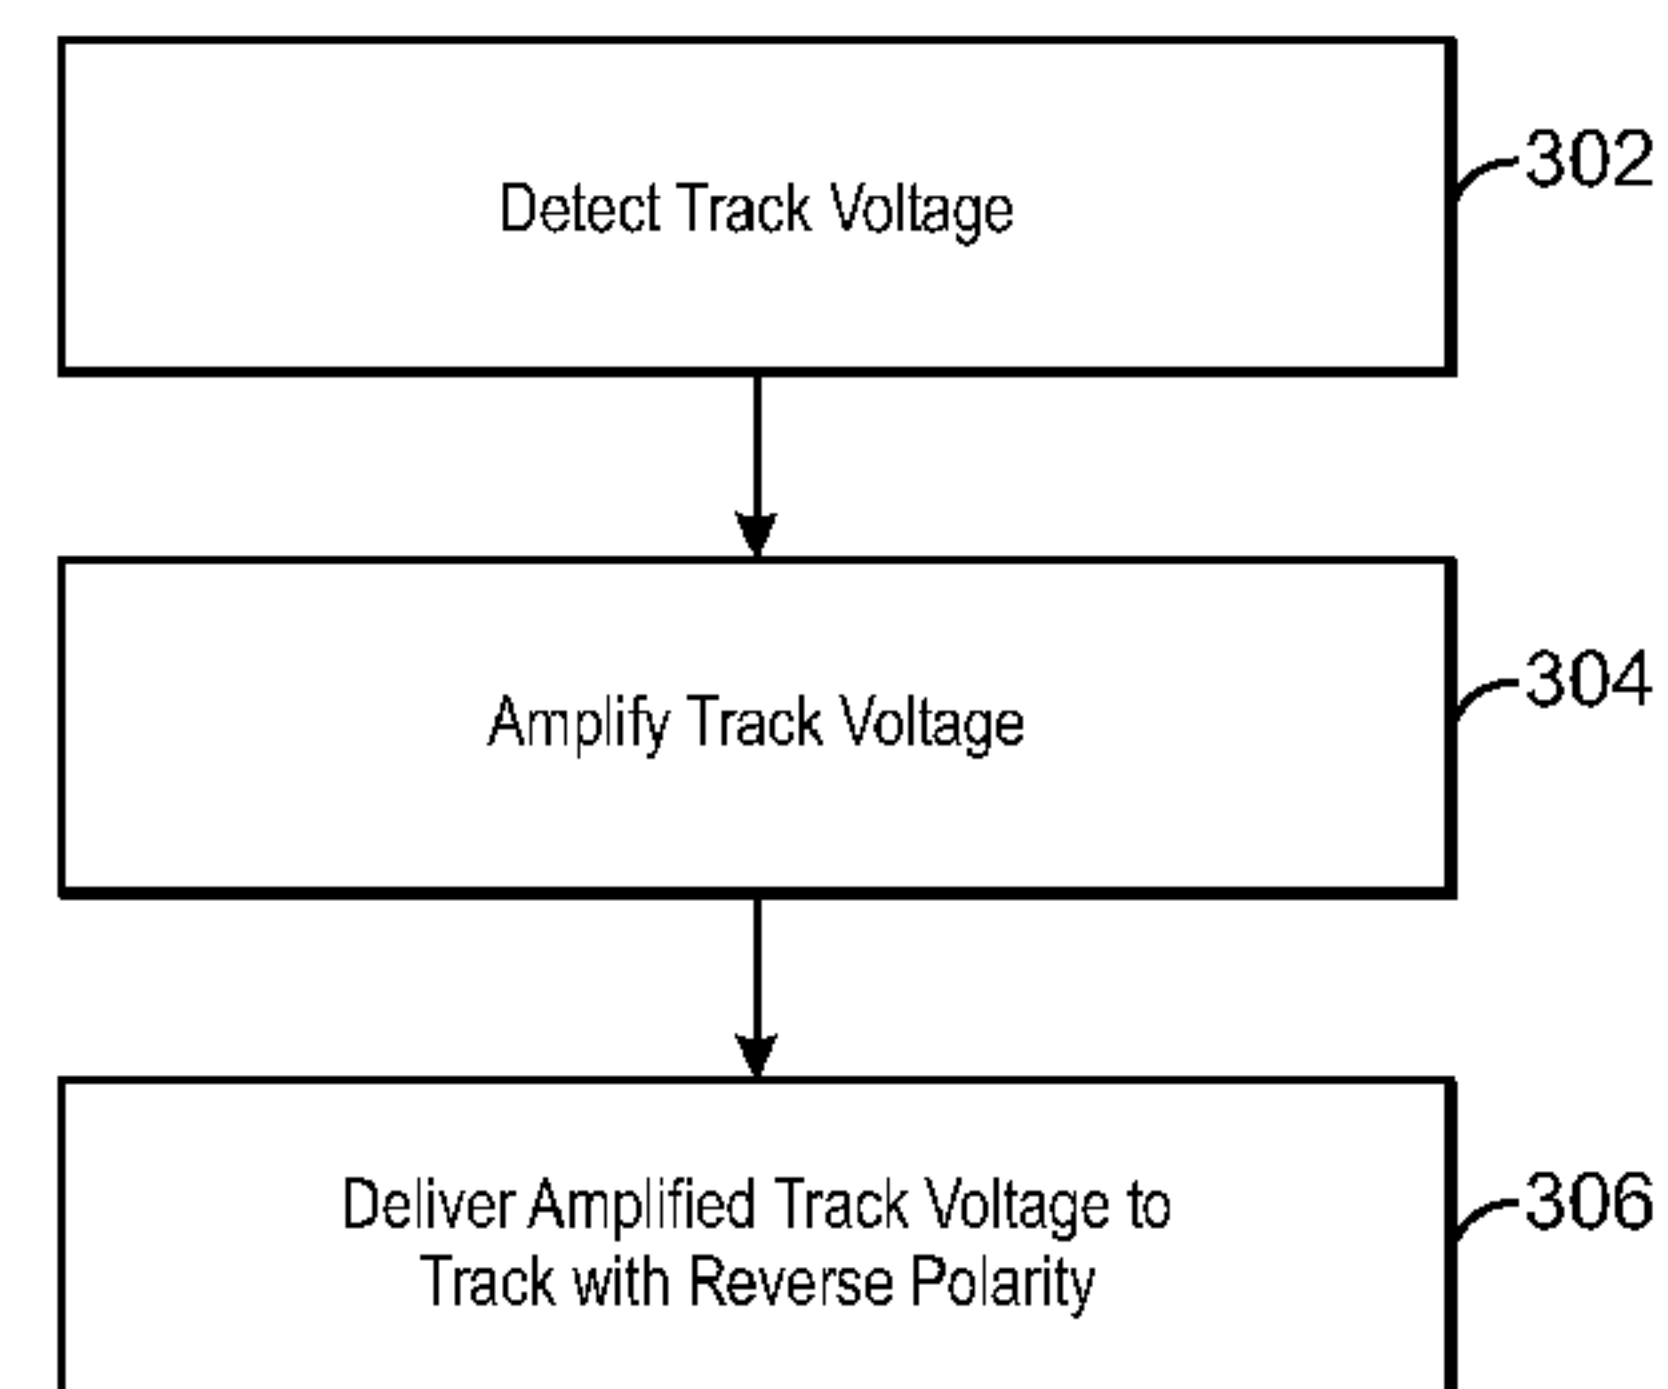 Detect Track Voltage
302
Amplify Track Voltage
304
Deliver Amplified Track Voltage to
Track with Reverse Polarity
306